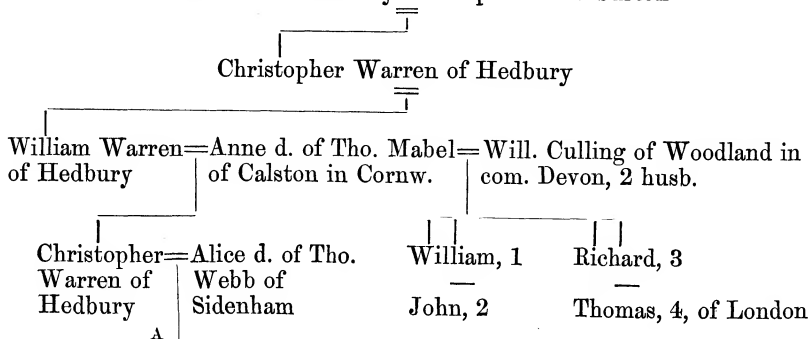 Christopher Warren of Hedbury
William Warren=Anne d. of Tho. Mabel=Will. Culling of Woodland in
of Hedbury of Calston in Cornw. com. Devon, 2 husb.
Christopher=Alice d. of Tho. William, 1 Richard, 3
Warren of Webb of
Hedbury Sidenham John, 2 Thomas, 4, of London
A